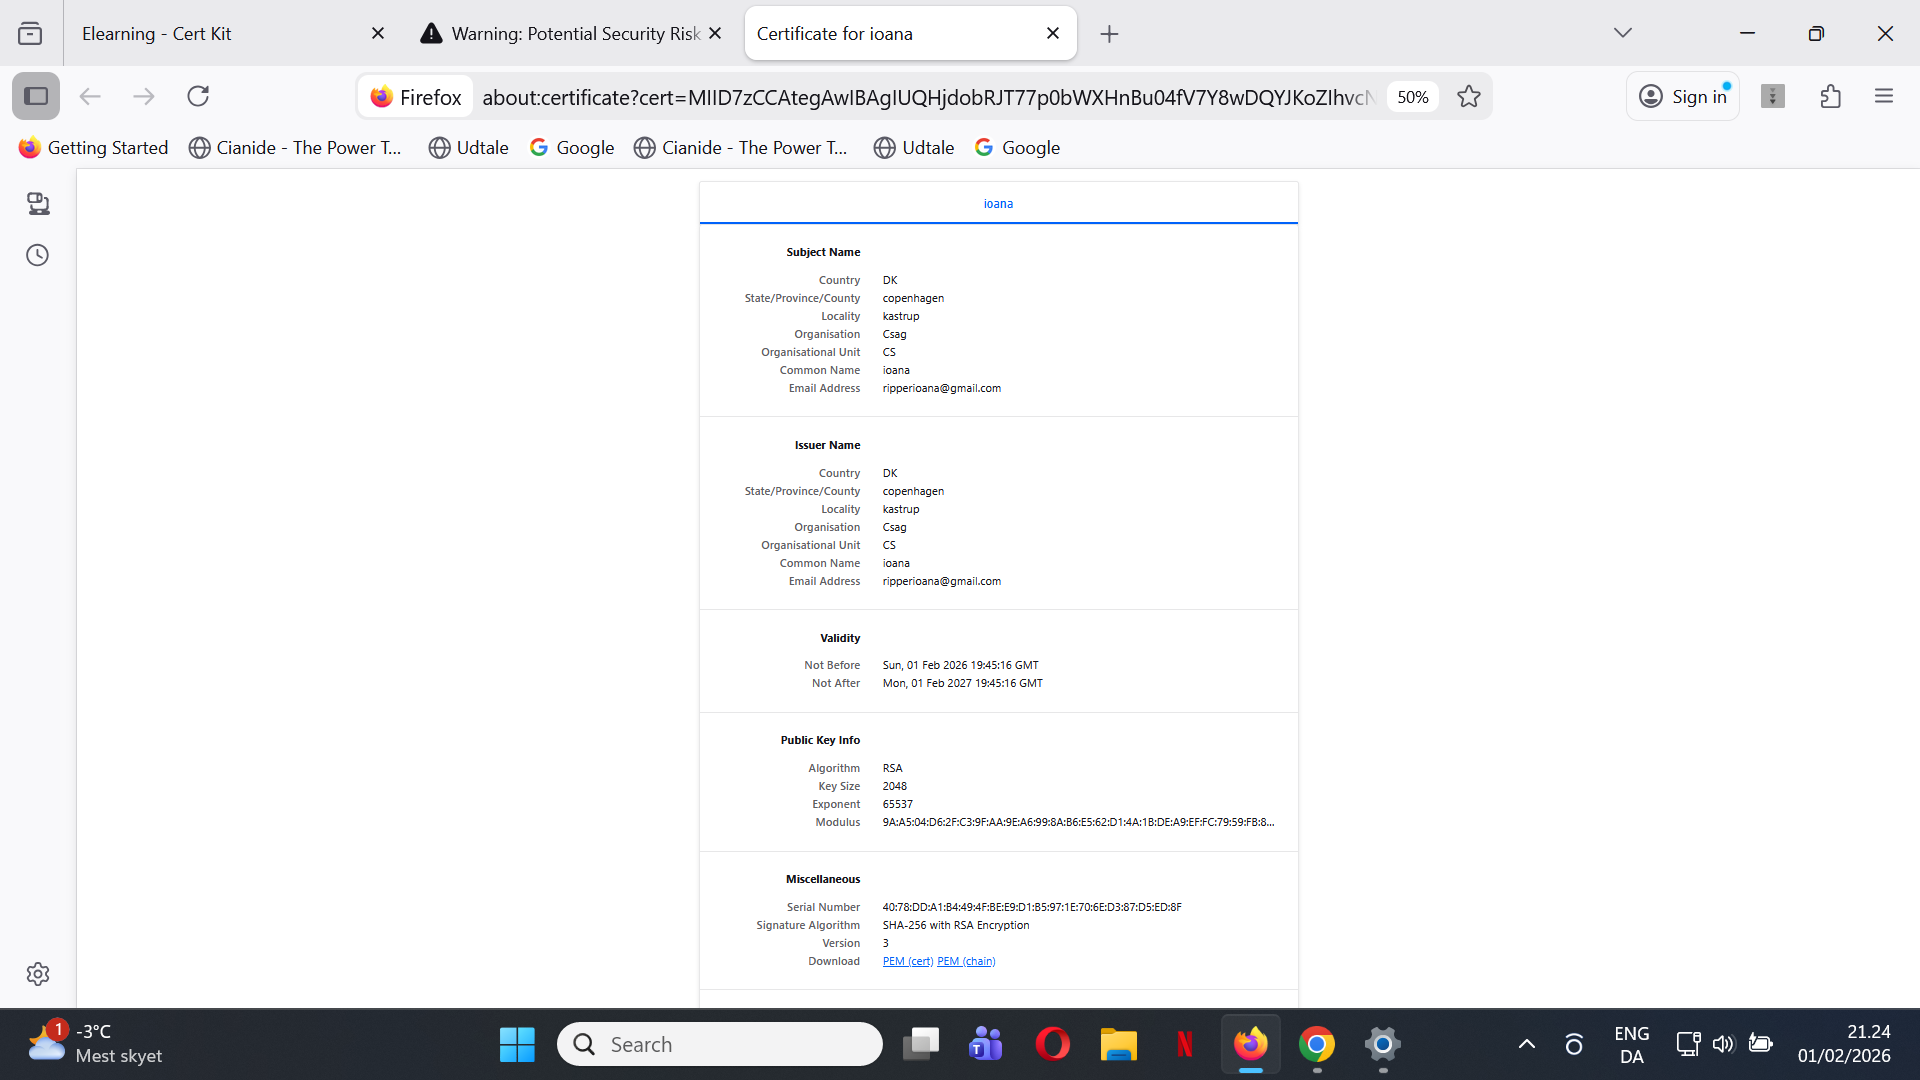 Elearning - Cert Kit
Warning: Potential Security Risk
Certificate for ioana
Firefox
about:certificate?cert=MIID7zCCAtegAwIBAgIUQHjdobRJT77p0bWXHnBu04fV7Y8wDQYJKoZIhvcN
50%
Sign in
Getting Started
Cianide - The Power T...
Udtale
Google
Cianide - The Power T...
Udtale
Google
ioana
Subject Name
Country DK
State/Province/County copenhagen
Locality kastrup
Organisation Csag
Organisational Unit CS
Common Name ioana
Email Address ripperioana@gmail.com
Issuer Name
Country DK
State/Province/County copenhagen
Locality kastrup
Organisation Csag
Organisational Unit CS
Common Name ioana
Email Address ripperioana@gmail.com
Validity
Not Before Sun, 01 Feb 2026 19:45:16 GMT
Not After Mon, 01 Feb 2027 19:45:16 GMT
Public Key Info
Algorithm RSA
Key Size 2048
Exponent 65537
Modulus 9A:A5:04:D6:2F:C3:9F:AA:9E:A6:99:8A:B6:E5:62:D1:4A:1B:DE:A9:EF:FC:79:59:FB:8...
Miscellaneous
Serial Number 40:78:DD:A1:B4:49:4F:BE:E9:D1:B5:97:1E:70:6E:D3:87:D5:ED:8F
Signature Algorithm SHA-256 with RSA Encryption
Version 3
Download PEM (cert) PEM (chain)
1
-3°C
Mest skyet
Search
T
N
ENG
DA
21.24
01/02/2026